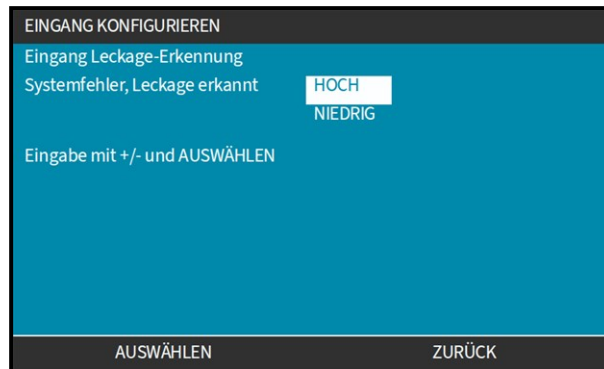 EINGANG KONFIGURIEREN
Eingang Leckage-Erkennung
Systemfehler, Leckage erkannt HOCH
NIEDRIG
Eingabe mit +/- und AUSWÄHLEN
AUSWÄHLEN ZURÜCK